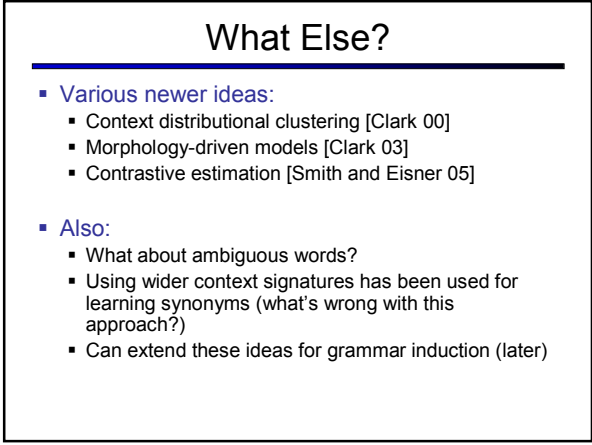 What Else?
▪ Various newer ideas:
▪ Context distributional clustering [Clark 00]
▪ Morphology-driven models [Clark 03]
▪ Contrastive estimation [Smith and Eisner 05]
▪ Also:
▪ What about ambiguous words?
▪ Using wider context signatures has been used for
learning synonyms (what's wrong with this
approach?)
▪ Can extend these ideas for grammar induction (later)